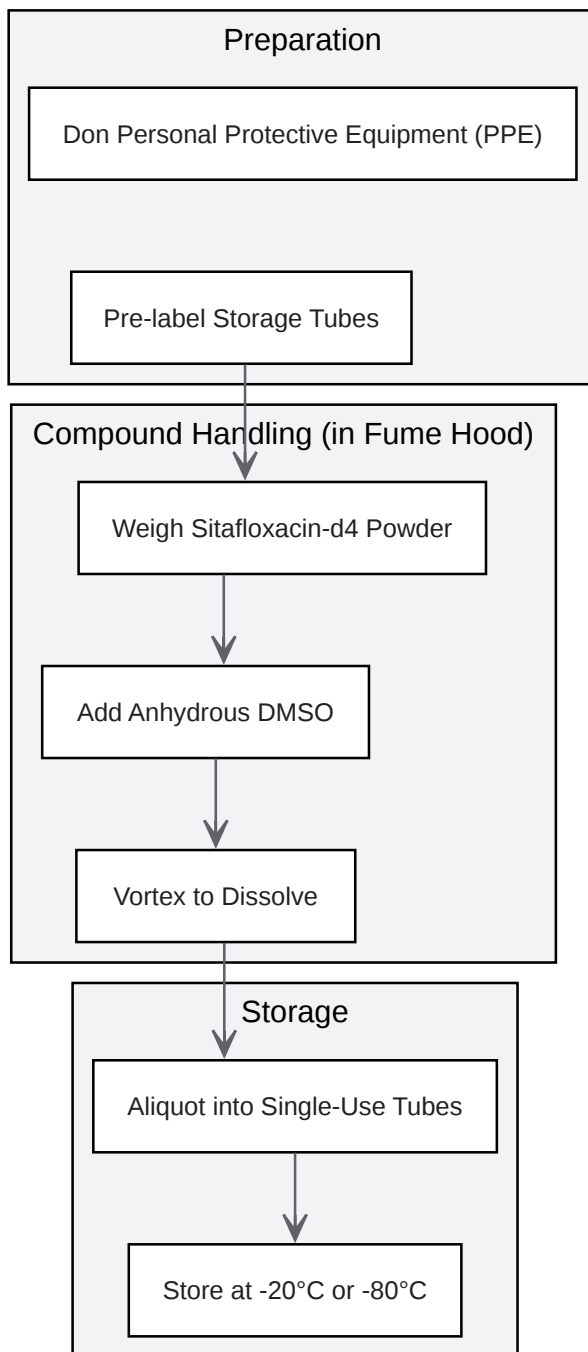 Preparation
Don Personal Protective Equipment (PPE)
Pre-label Storage Tubes
Compound Handling (in Fume Hood)
Weigh Sitafloxacin-d4 Powder
Add Anhydrous DMSO
Vortex to Dissolve
Storage
Aliquot into Single-Use Tubes
Store at -20°C or -80°C